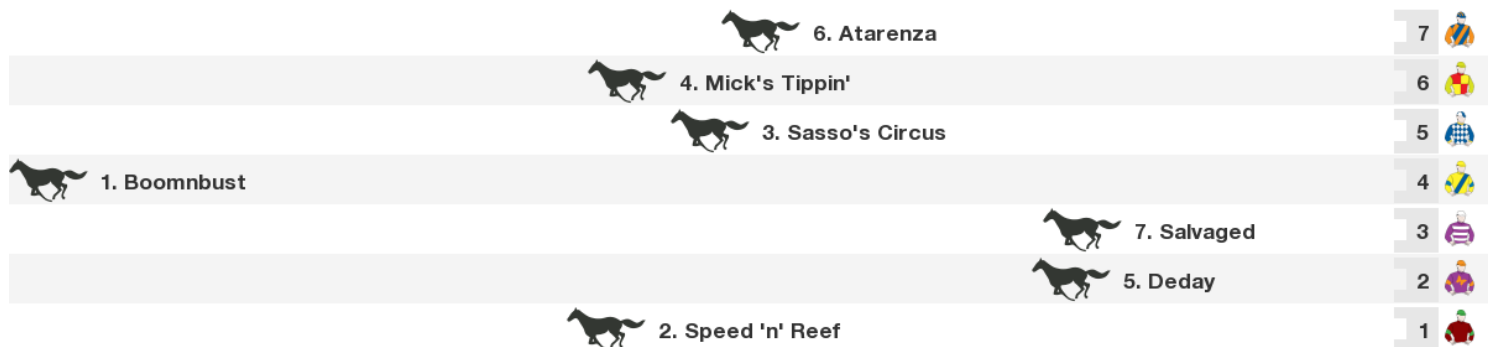 6. Atarenza 7
4. Mick's Tippin' 6
3. Sasso's Circus 5
1. Boomnbust 4
7. Salvaged 3
5. Deday 2
2. Speed 'n' Reef 1